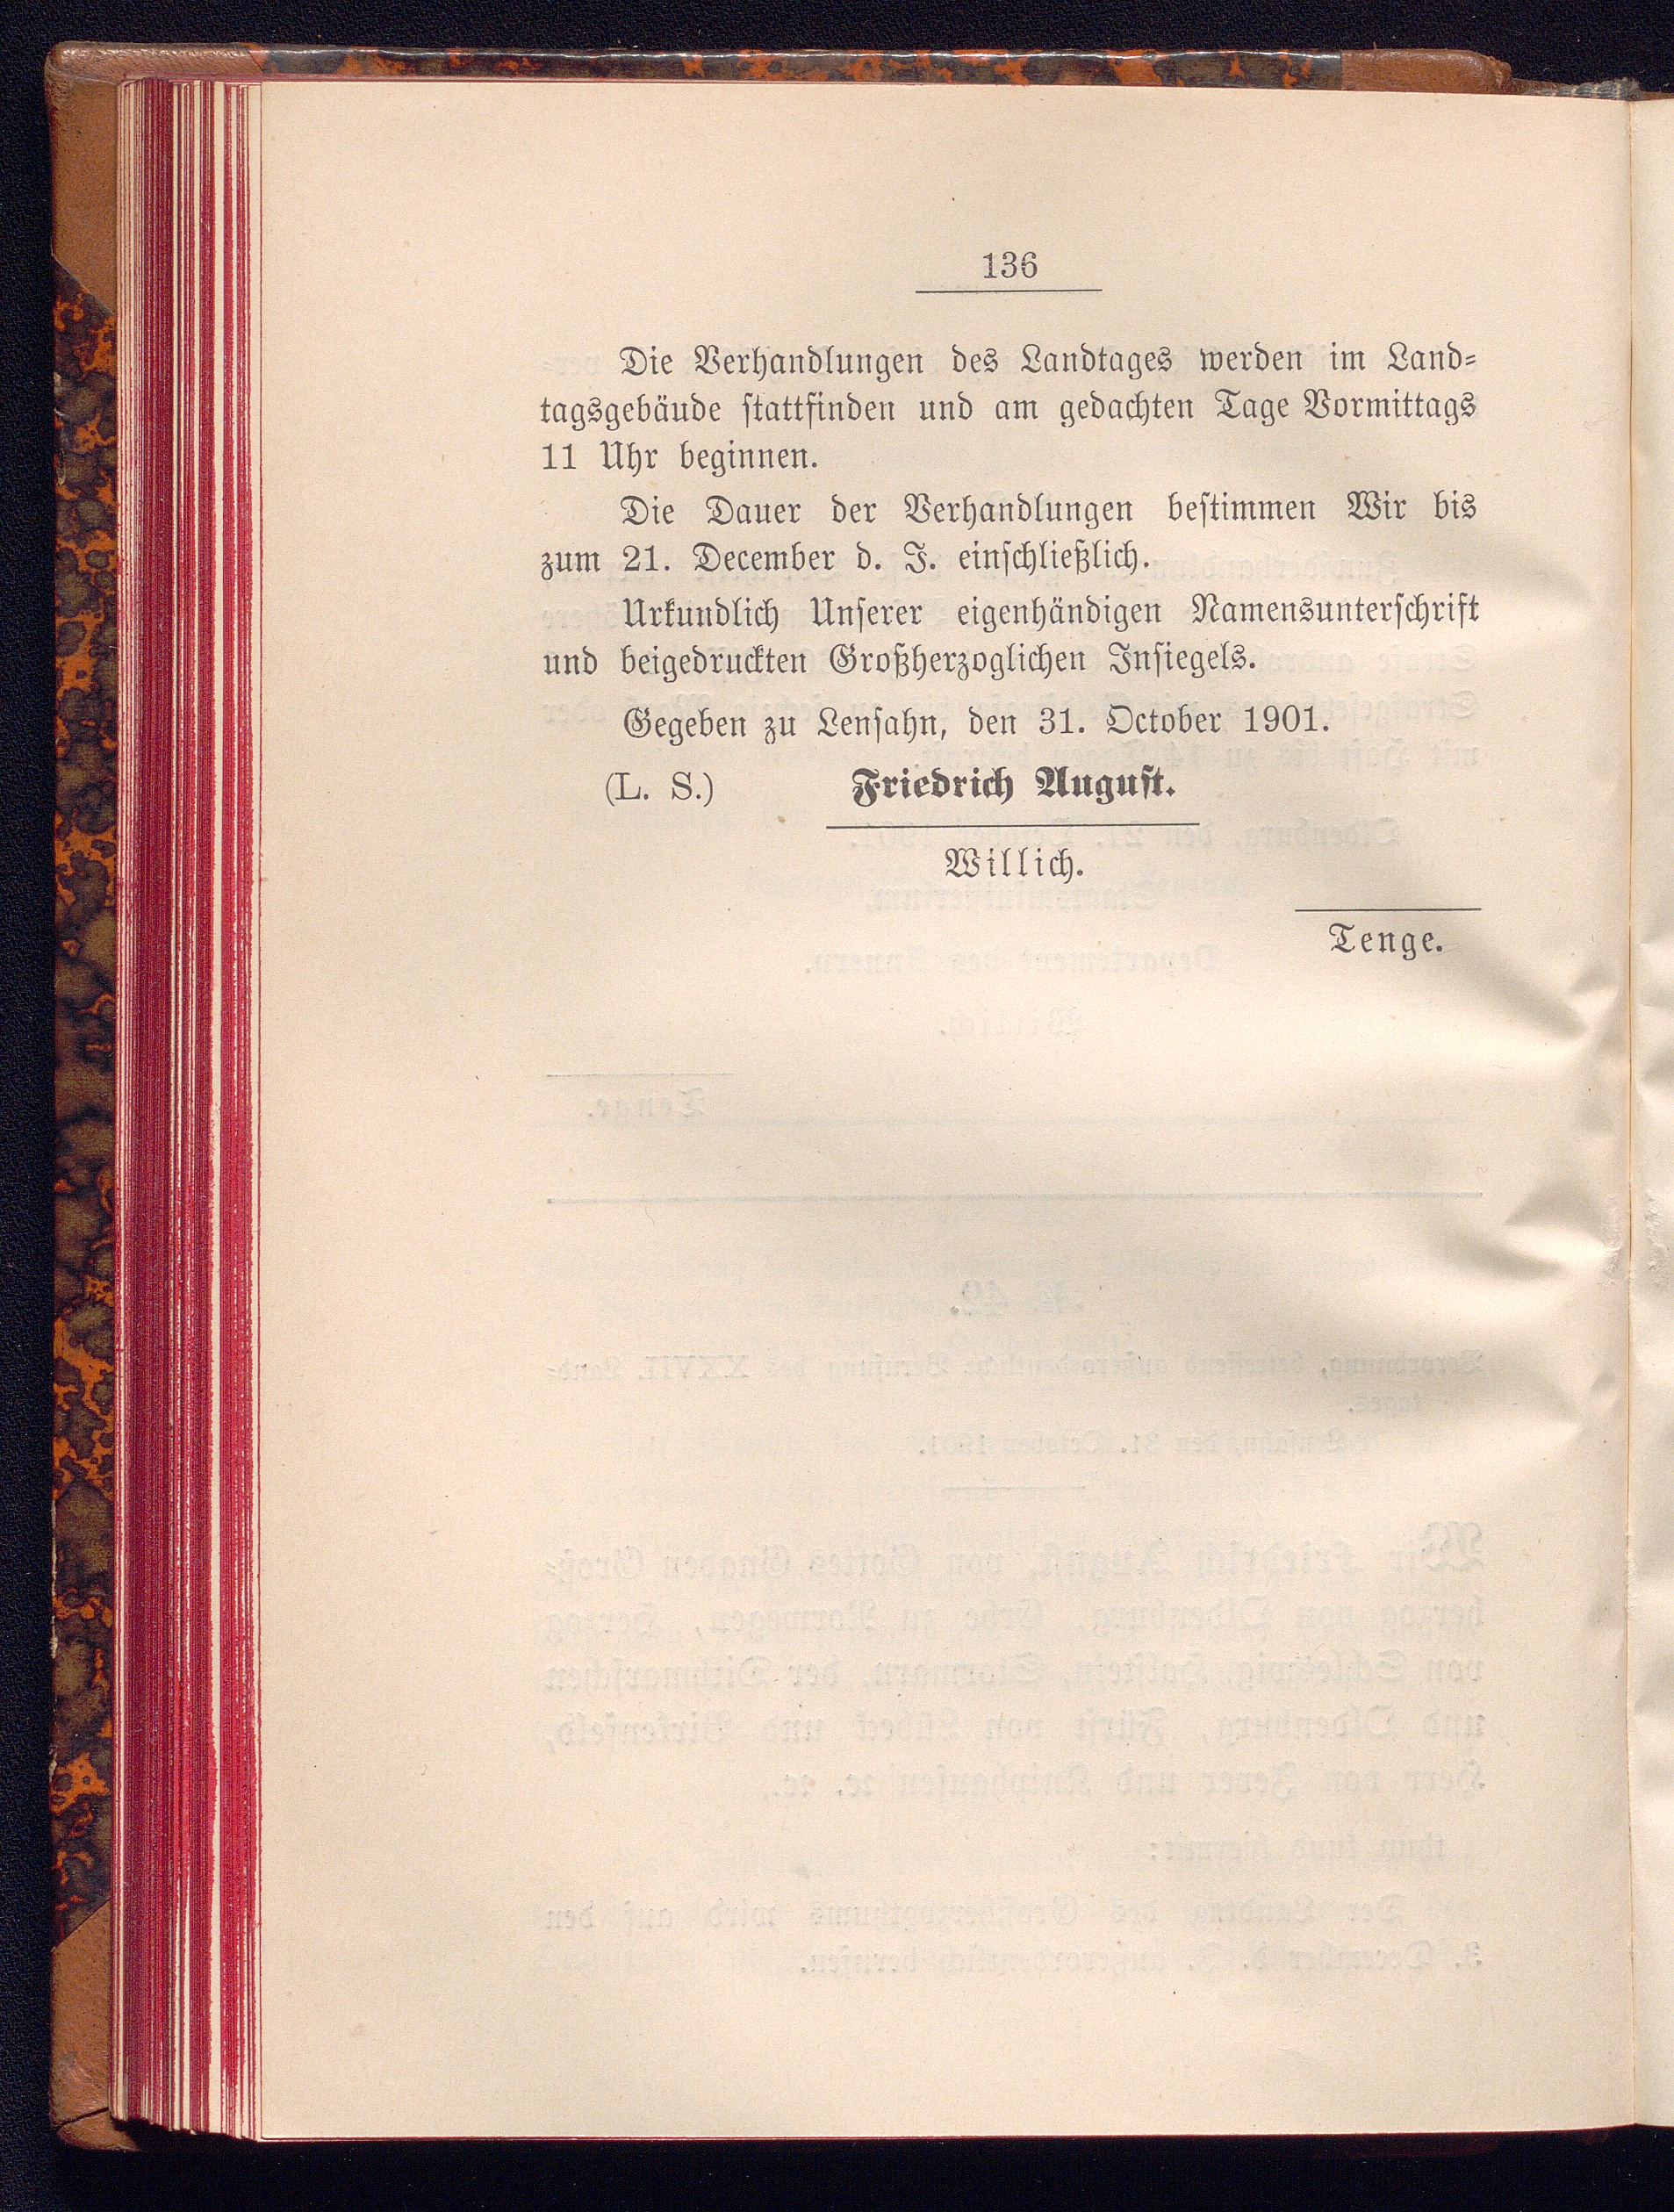 136
Die Verhandlungen des Landtages werden im Land-
tagsgebäude stattfinden und am gedachten Tage Vormittags
11 Uhr beginnen.
Die Dauer der Verhandlungen bestimmen Wir bis
zum 21. December d. J. einschließlich.
Urkundlich Unserer eigenhändigen Namensunterschrift
und beigedruckten Großherzoglichen Insiegels.
Gegeben zu Lensahn, den 31. October 1901.
(L. S.) Friedrich August.
Willich.
Tenge.